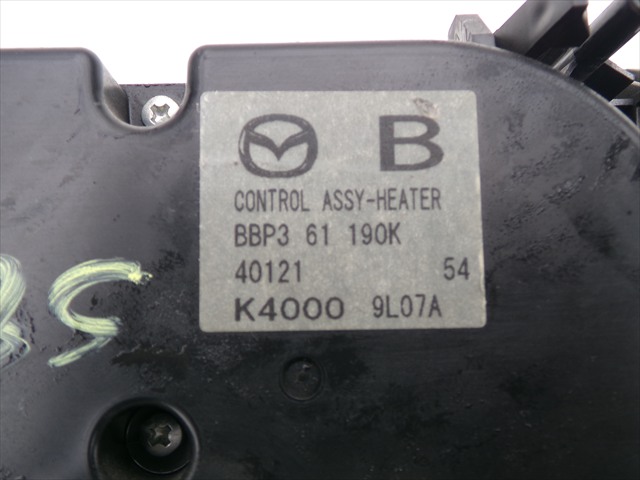 B
CONTROL ASSY-HEATER
BBP3 61 190K
40121 54
K4000 9L07A